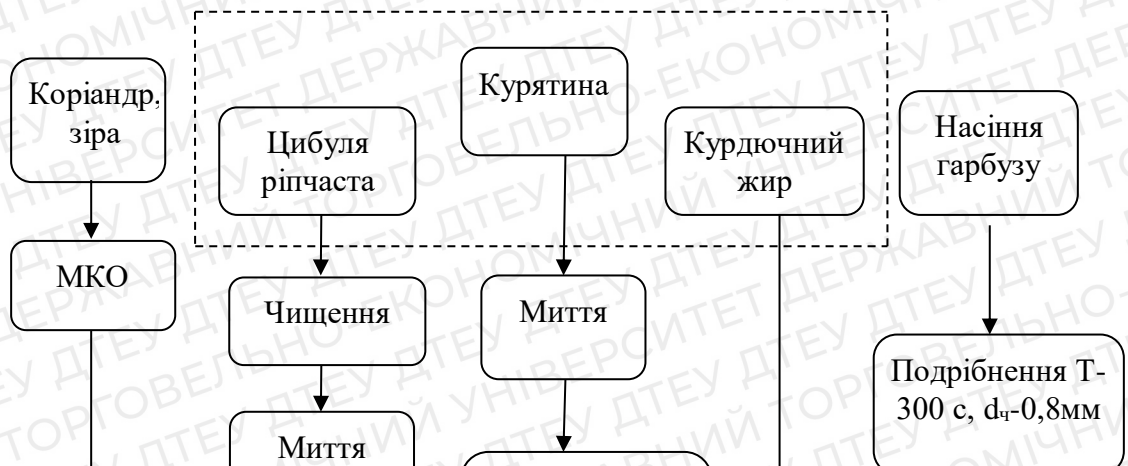 Коріандр,
зіра
Цибуля
ріпчаста
Курятина
Курдючний
жир
Насіння
гарбузу
МКО
Чищення
Миття
Подрібнення Т-
300 с, dч-0,8мм
Миття